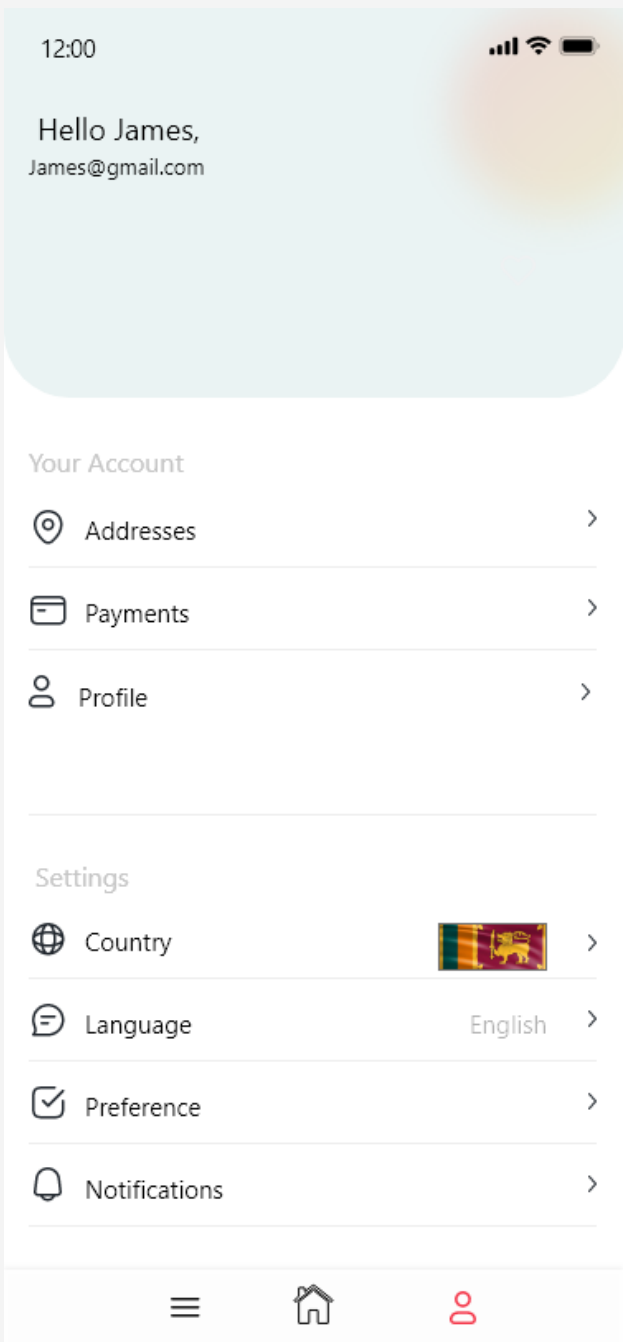 12:00
Hello James,
James@gmail.com
Your Account
Addresses
Payments
Profile
Settings
Country
Language English
Preference
Notifications